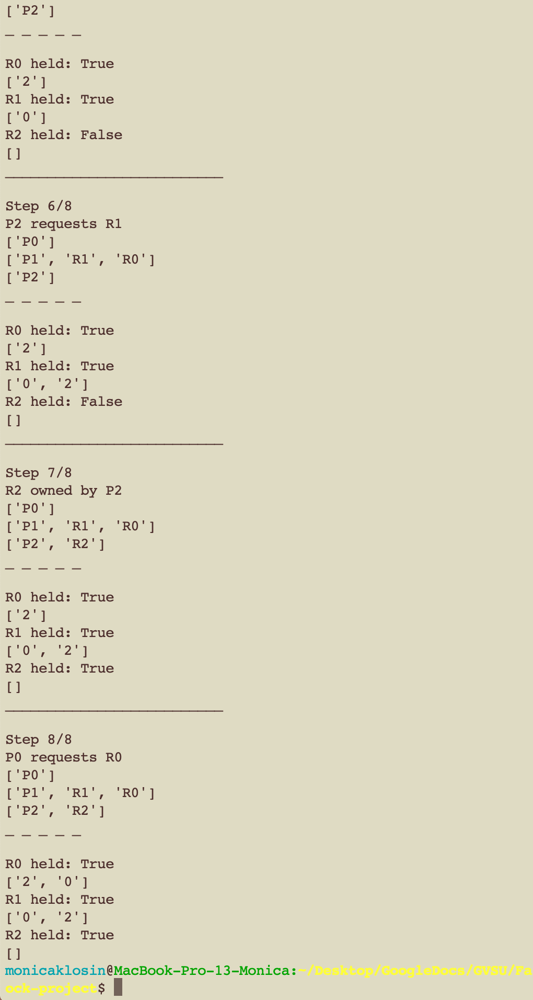 ['P2']
_ _ _ _ _
R0 held: True
['2']
R1 held: True
['0']
R2 held: False
[]
__________________________
Step 6/8
P2 requests R1
['P0']
['P1', 'R1', 'R0']
['P2']
_ _ _ _ _
R0 held: True
['2']
R1 held: True
['0', '2']
R2 held: False
[]
__________________________
Step 7/8
R2 owned by P2
['P0']
['P1', 'R1', 'R0']
['P2', 'R2']
_ _ _ _ _
R0 held: True
['2']
R1 held: True
['0', '2']
R2 held: True
[]
__________________________
Step 8/8
P0 requests R0
['P0']
['P1', 'R1', 'R0']
['P2', 'R2']
_ _ _ _ _
R0 held: True
['2', '0']
R1 held: True
['0', '2']
R2 held: True
[]
monicaklosin@MacBook-Pro-13-Monica:~/Desktop/GoogleDocs/GVSU/Fa
ock-project$